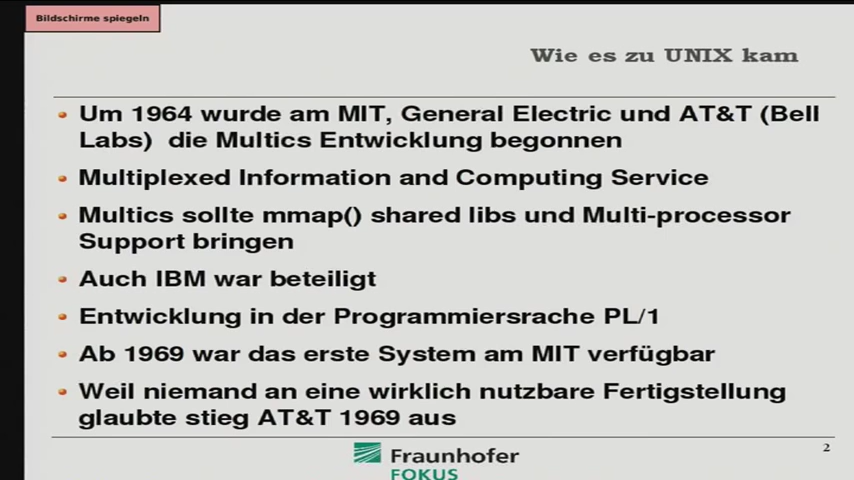 Bildschirme spiegeln
Wie es zu UNIX kam
Um 1964 wurde am MIT, General Electric und AT&T (Bell
Labs) die Multics Entwicklung begonnen
Multiplexed Information and Computing Service
Multics sollte mmap() shared libs und Multi-processor
Support bringen
Auch IBM war beteiligt
Entwicklung in der Programmiersrache PL/1
Ab 1969 war das erste System am MIT verfügbar
Weil niemand an eine wirklich nutzbare Fertigstellung
glaubte stieg AT&T 1969 aus
2
Fraunhofer
FOKUS